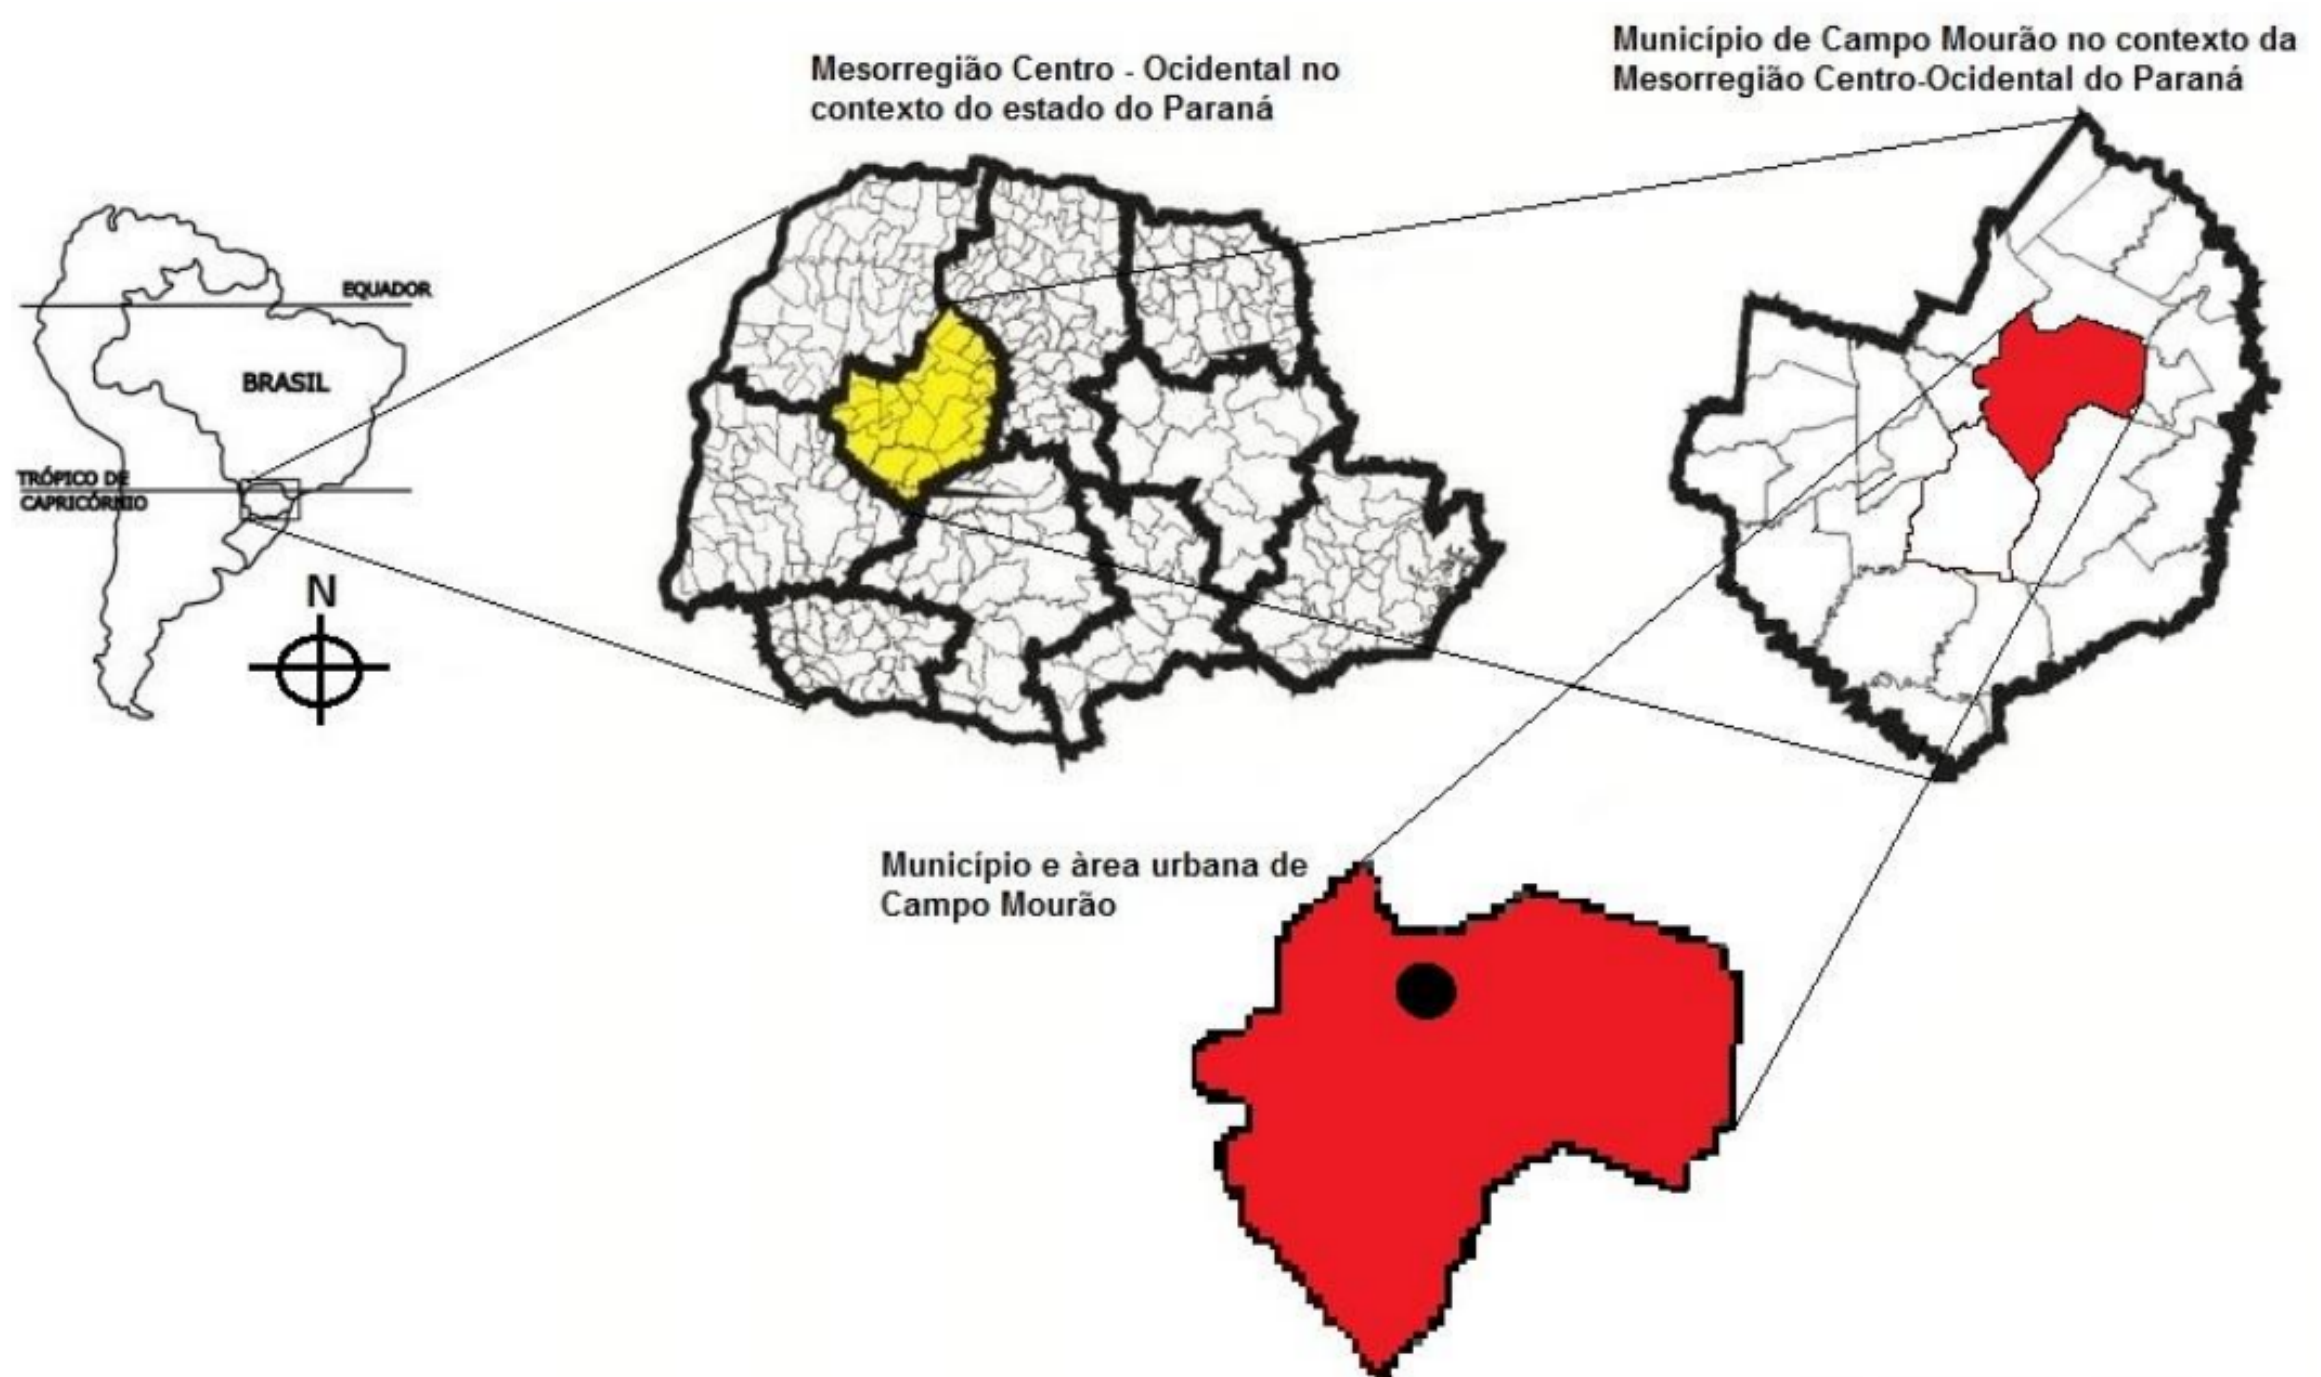 Mesorregião Centro - Ocidental no
contexto do estado do Paraná
Município de Campo Mourão no contexto da
Mesorregião Centro-Ocidental do Paraná
EQUADOR
BRASIL
TRÓPICO DE
CAPRICÓRNIO
N
Município e àrea urbana de
Campo Mourão